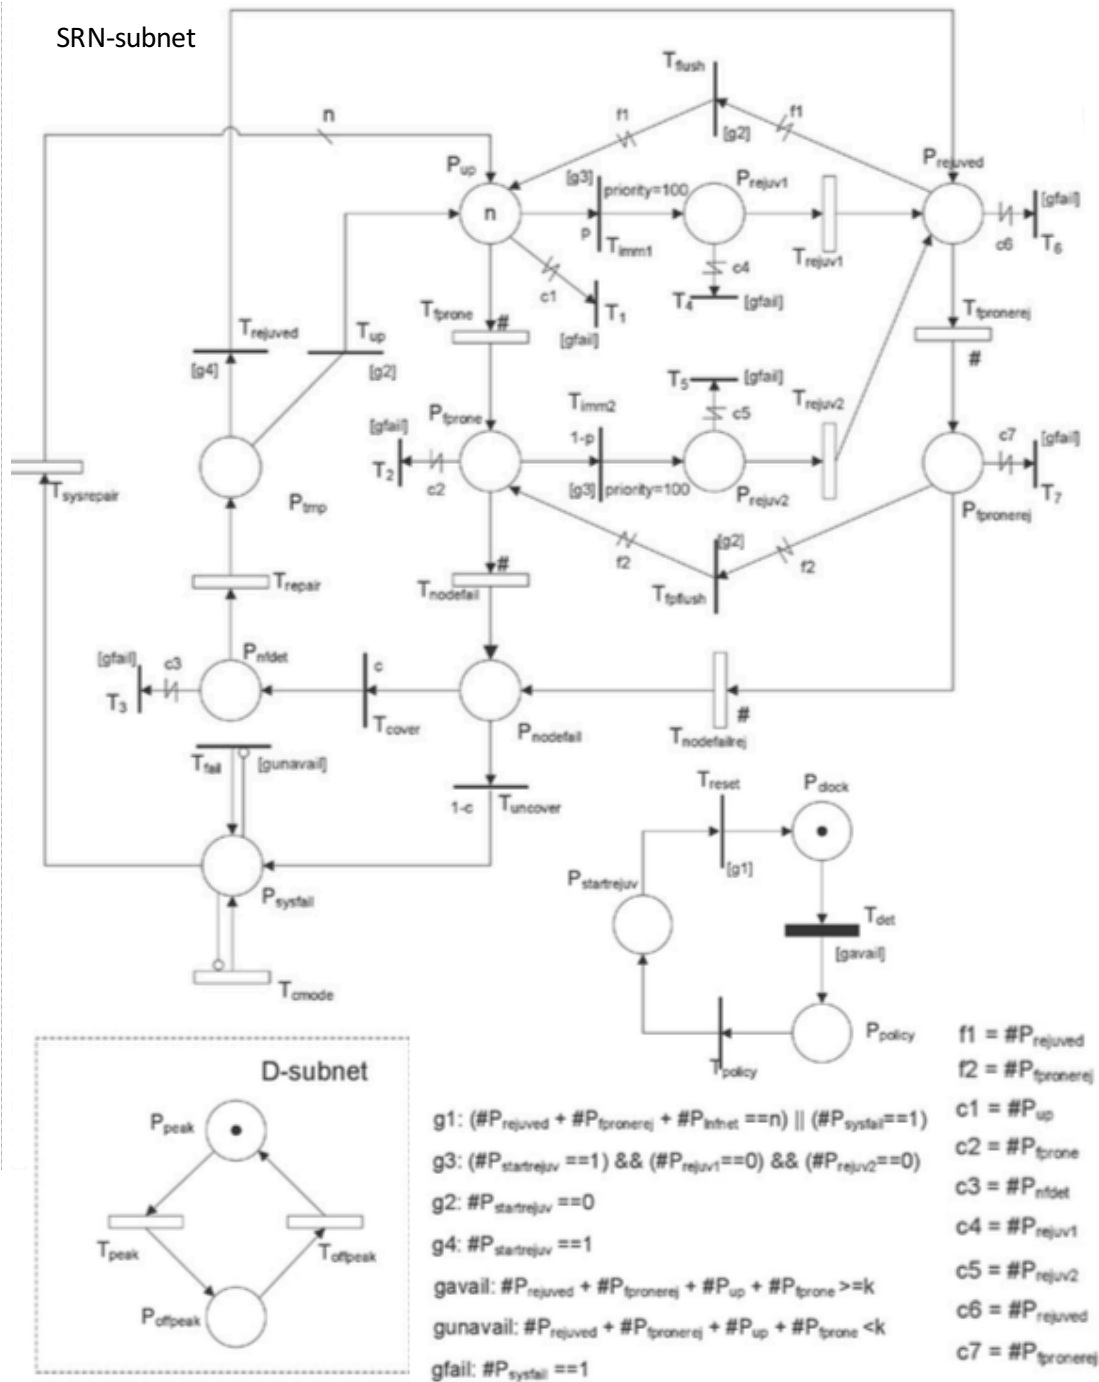 SRN-subnet
Tflush
n
f1
f1
[g2]
Pup
[g3]
priority=100
Prejuv1
Prejuved
[gfail]
n
p
Timm1
Trejuv1
c6
T6
c4
c1
T4
[gfail]
Tfprone
#
T1
[gfail]
Tfpronerej
#
Trejuved
Tup
[g4]
[g2]
T5
[gfail]
Timm2
c5
Trejuv2
Pfprone
[gfail]
1-p
c7
[gfail]
T2
c2
[g3]
priority=100
Prejuv2
T7
Tsysrepair
Ptmp
Pfpronerej
[g2]
f2
f2
#
Trepair
Tnodefail
Tfpflush
Pnfdet
[gfail]
c3
c
T3
Tcover
Pnodefail
#
Tnodefailrej
Tfail
[gunavail]
Treset
Pclock
1-c
Tuncover
Pstartrejuv
[g1]
Psysfail
Tdet
[gavail]
Tcmode
Ppolicy
Tpolicy
D-subnet
Ppeak
Tpeak
Toffpeak
Poffpeak
g1: (#Prejuved + #Pfpronerej + #Plnfnet ==n) || (#Psysfail==1)
g3: (#Pstartrejuv ==1) && (#Prejuv1==0) && (#Prejuv2==0)
g2: #Pstartrejuv ==0
g4: #Pstartrejuv ==1
gavail: #Prejuved + #Pfpronerej + #Pup + #Pfprone >=k
gunavail: #Prejuved + #Pfpronerej + #Pup + #Pfprone <k
gfail: #Psysfail ==1
f1 = #Prejuved
f2 = #Pfpronerej
c1 = #Pup
c2 = #Pfprone
c3 = #Pnfdet
c4 = #Prejuv1
c5 = #Prejuv2
c6 = #Prejuved
c7 = #Pfpronerej